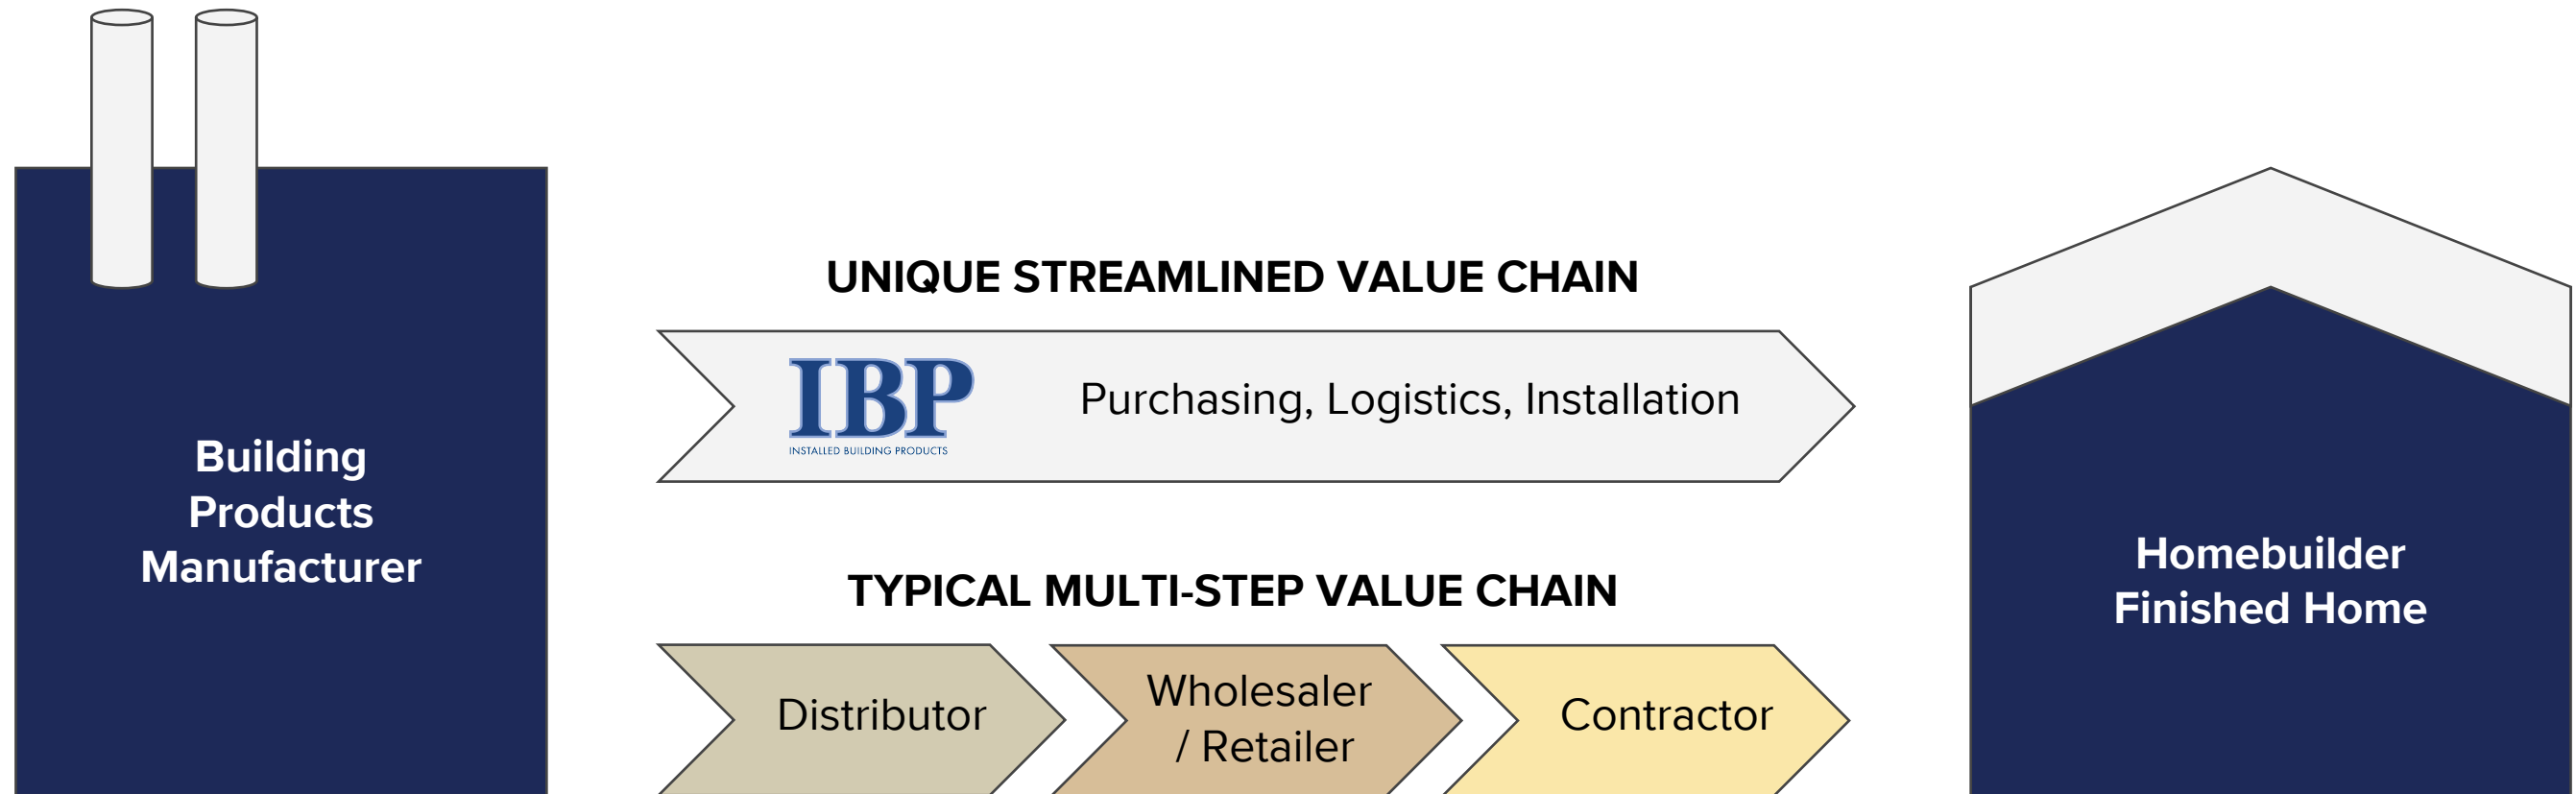 Building
Products
Manufacturer
UNIQUE STREAMLINED VALUE CHAIN
IBP
INSTALLED BUILDING PRODUCTS
Purchasing, Logistics, Installation
TYPICAL MULTI-STEP VALUE CHAIN
Distributor
Wholesaler
/ Retailer
Contractor
Homebuilder
Finished Home